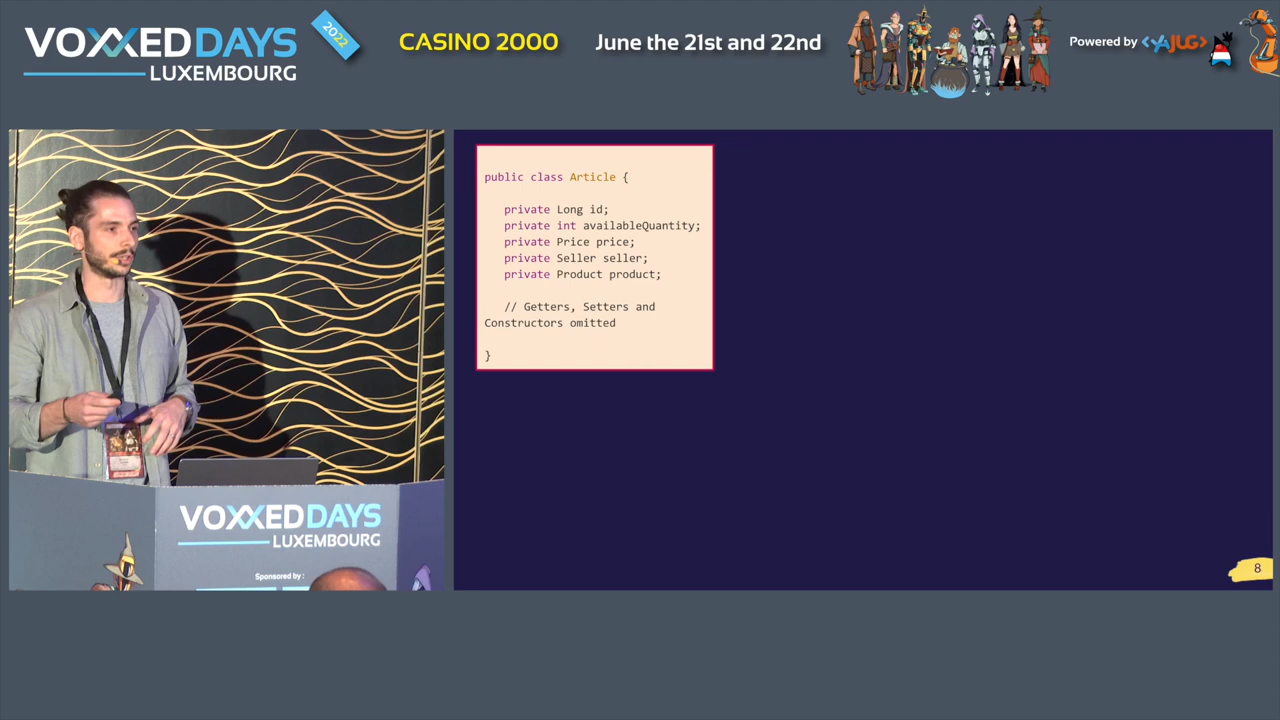 VOXXED DAYS
LUXEMBOURG
2022
CASINO 2000
June the 21st and 22nd
Powered by <YAJUG>
public class Article {
private Long id;
private int availableQuantity;
private Price price;
private Seller seller;
private Product product;
// Getters, Setters and
Constructors omitted
}
VOXXED DAYS
LUXEMBOURG
Sponsored by :
8